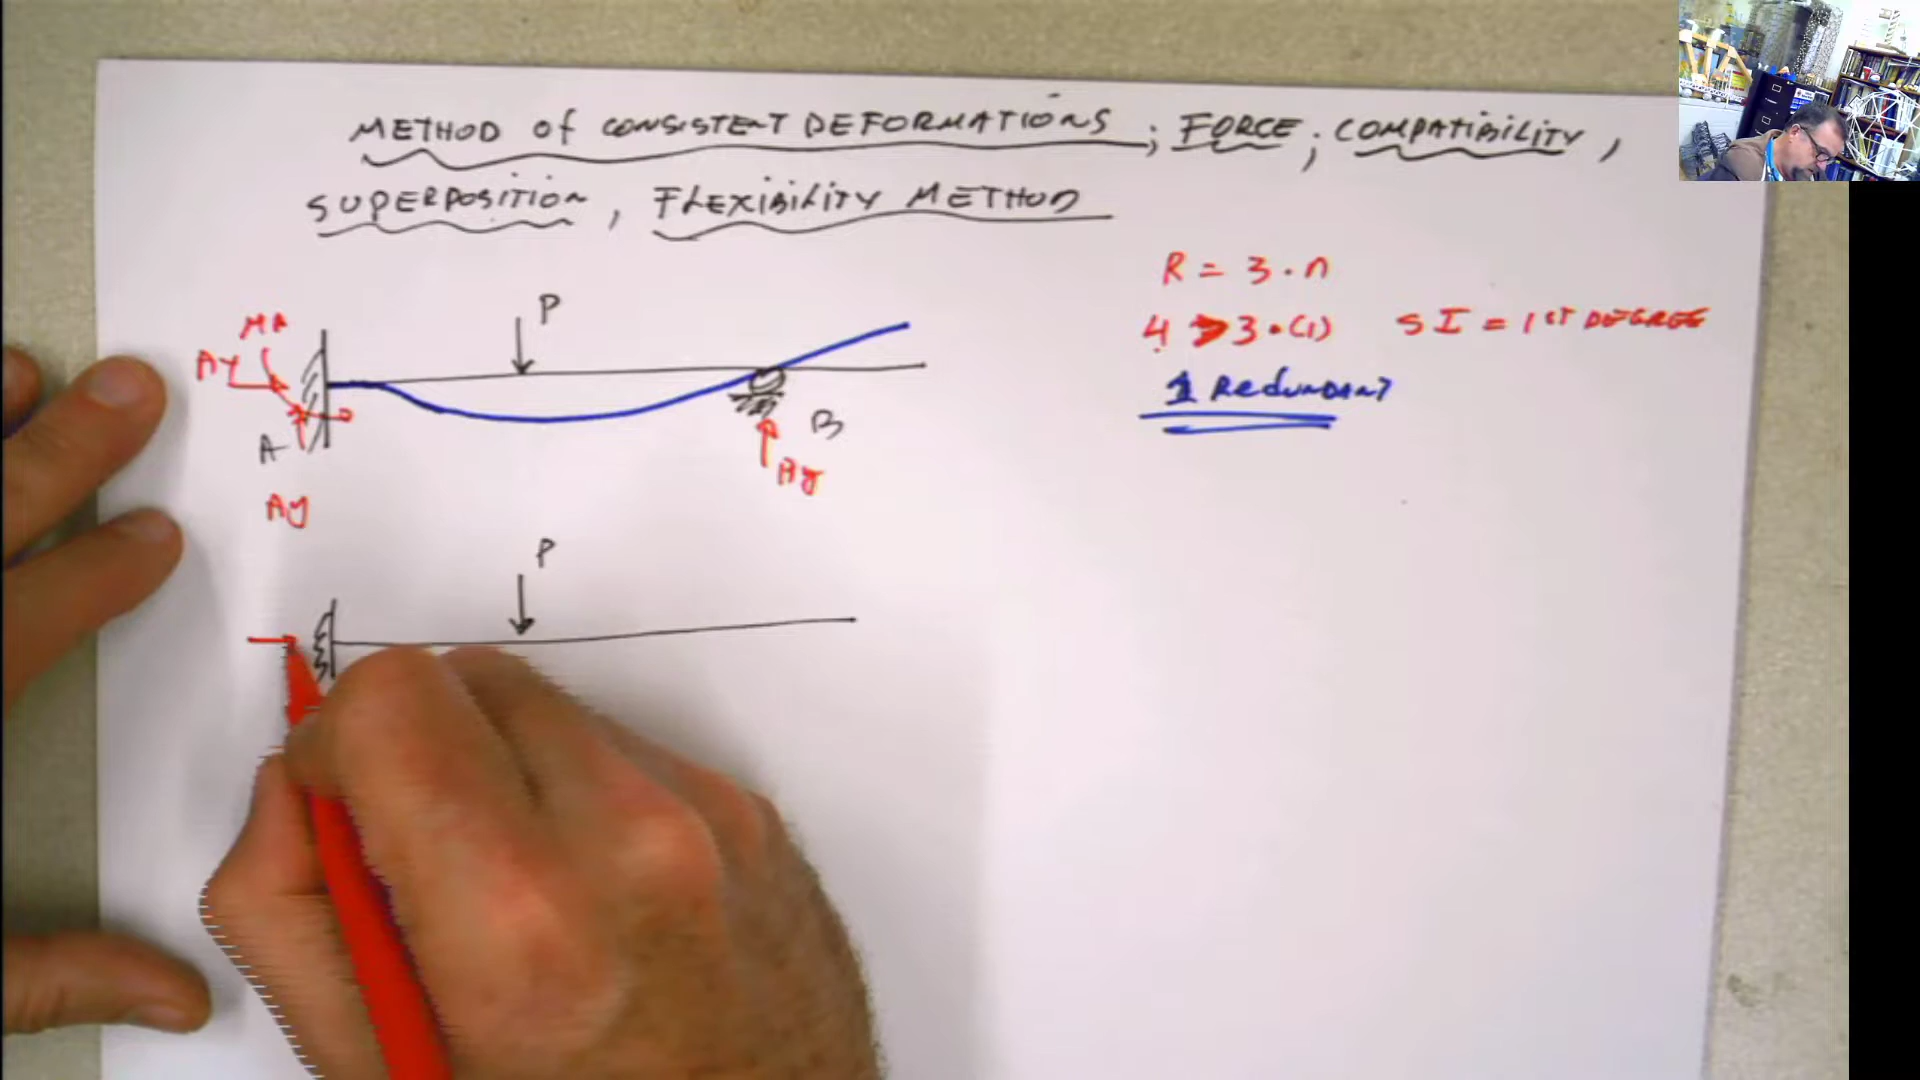 METHOD of CONSISTENT DEFORMATIONS ; FORCE ; COMPATIBILITY ,
SUPERPOSITION , FLEXIBILITY METHOD
R = 3 · n
4 > 3 · (1) SI = 1ST DEGREE
1 Redundant
P
MA
AY
A
B
Ay
P